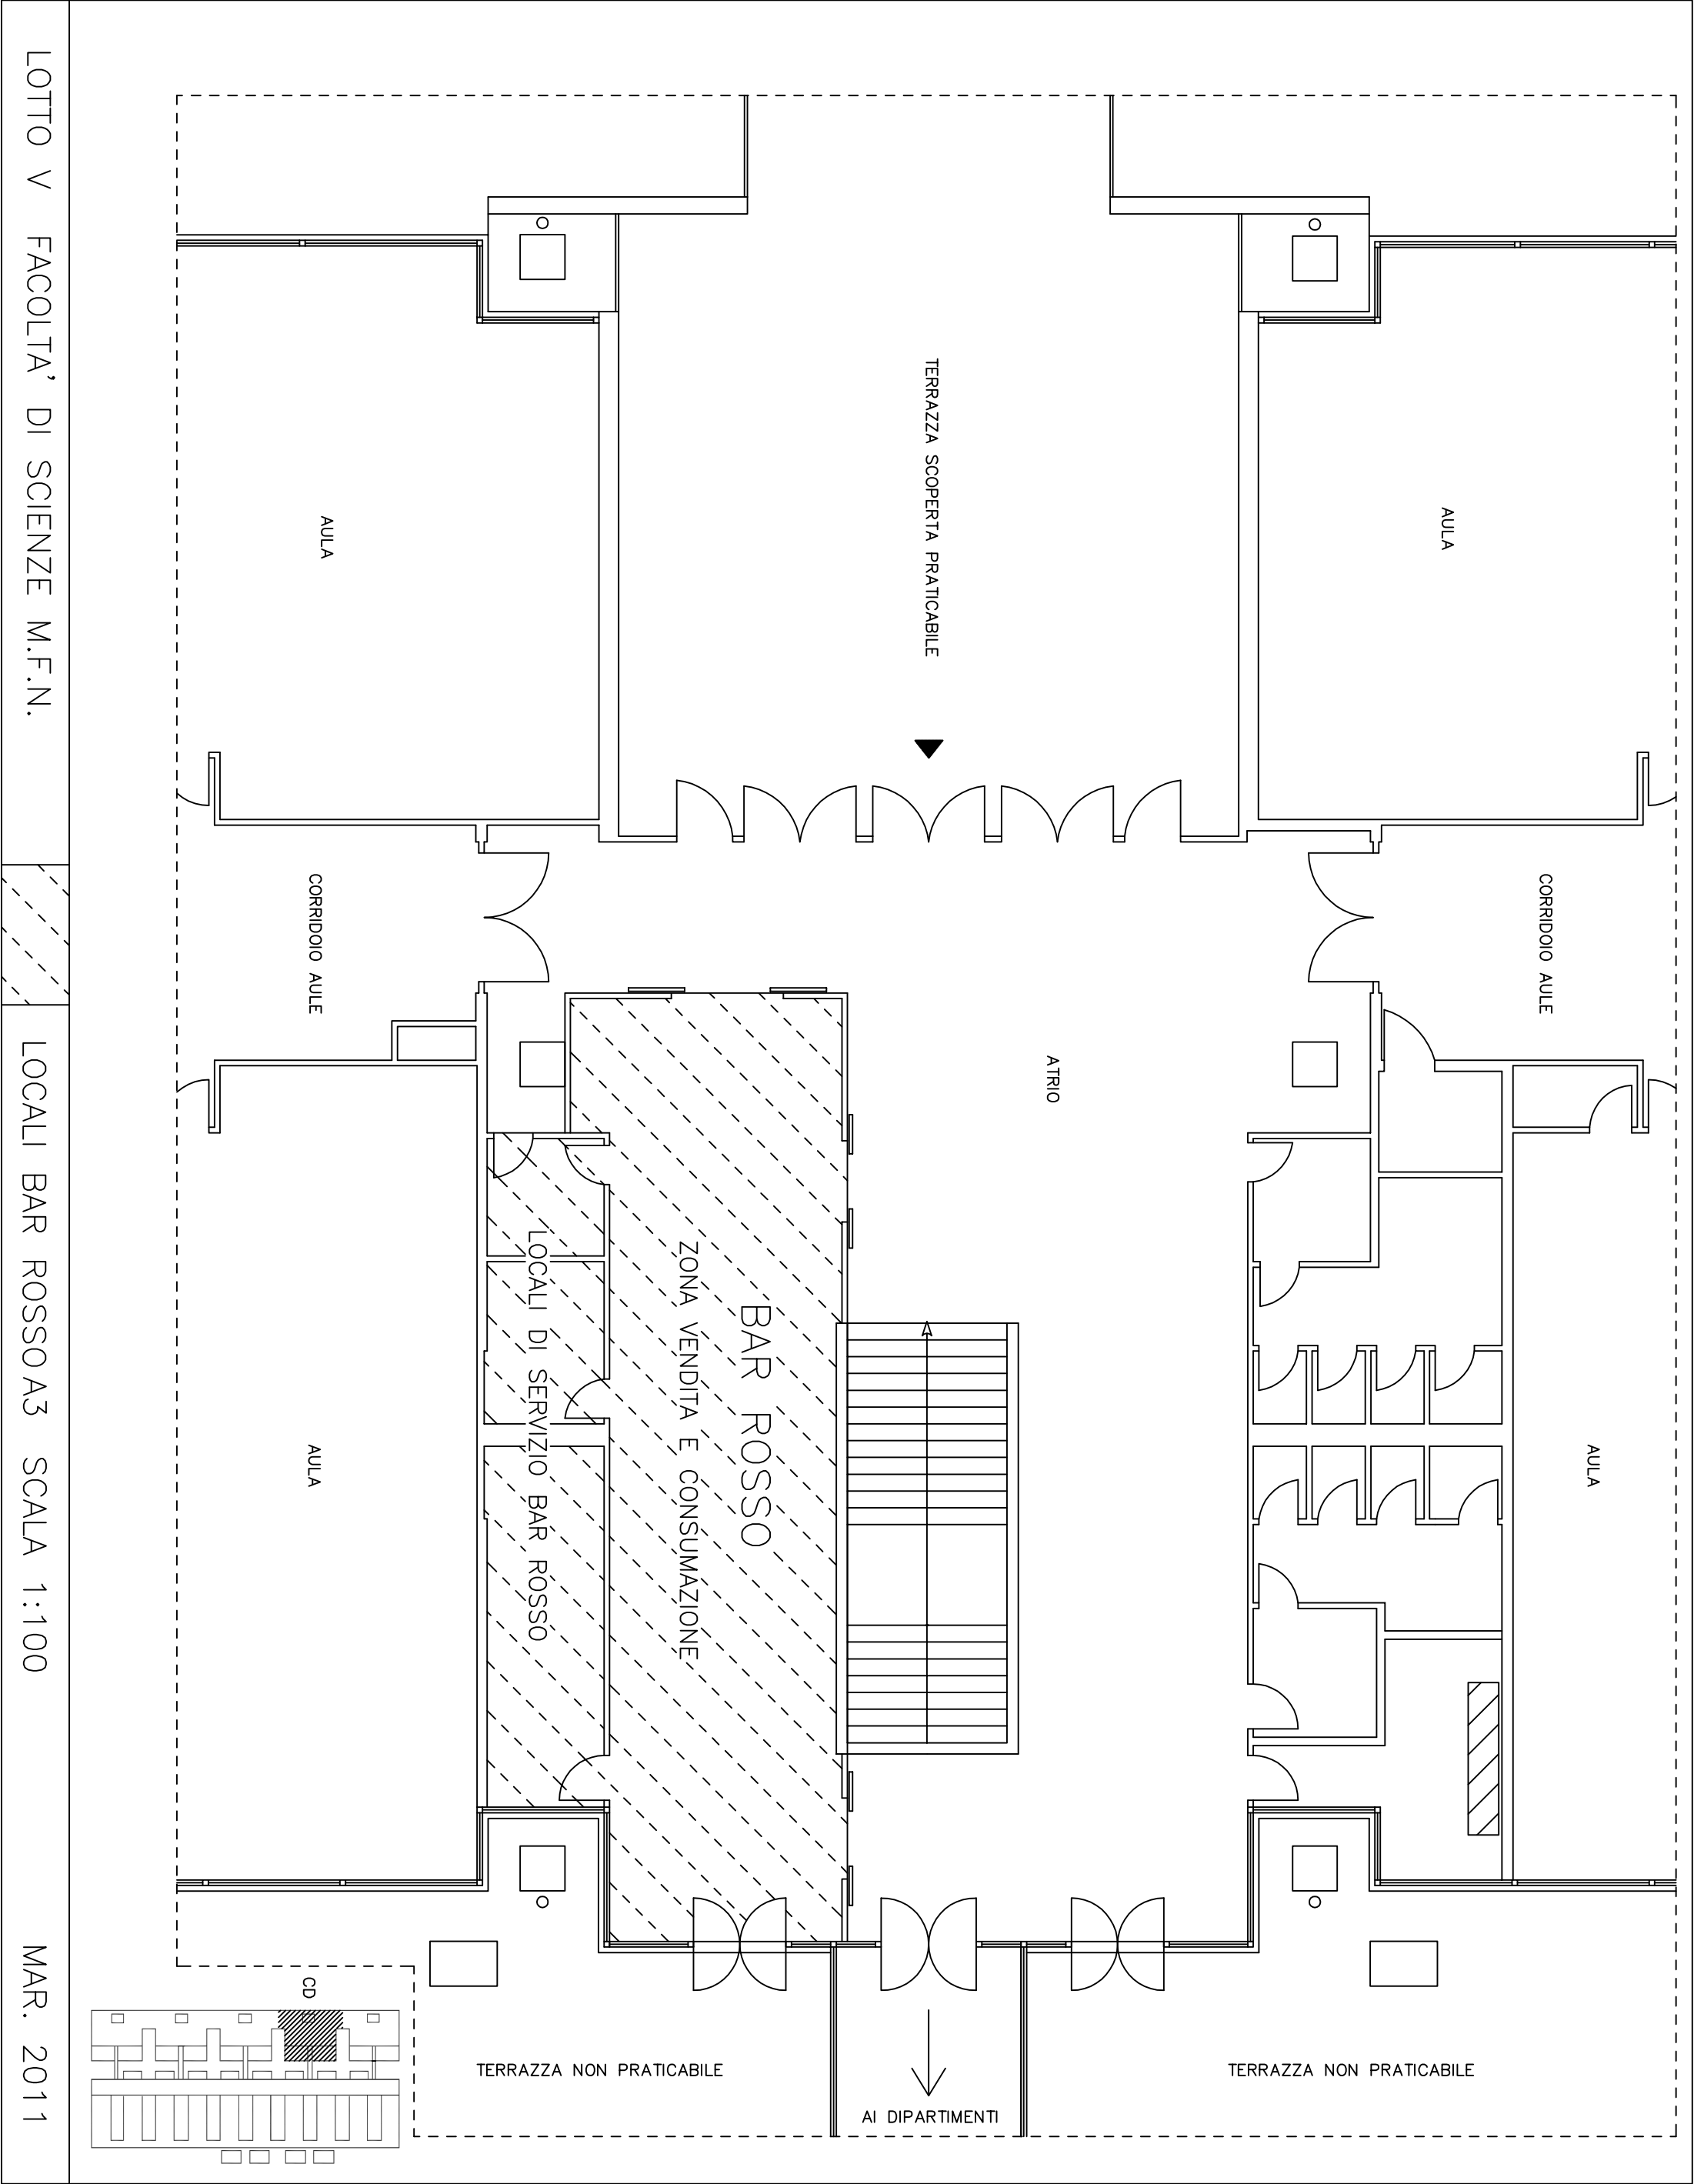 LOTTO V FACOLTA' DI SCIENZE M.F.N.
LOCALI BAR ROSSO A3 SCALA 1:100
MAR. 2011
AULA
AULA
TERRAZZA SCOPERTA PRATICABILE
CORRIDOIO AULE
CORRIDOIO AULE
ATRIO
BAR ROSSO
ZONA VENDITA E CONSUMAZIONE
LOCALI DI SERVIZIO BAR ROSSO
AULA
AULA
TERRAZZA NON PRATICABILE
TERRAZZA NON PRATICABILE
AI DIPARTIMENTI
CD